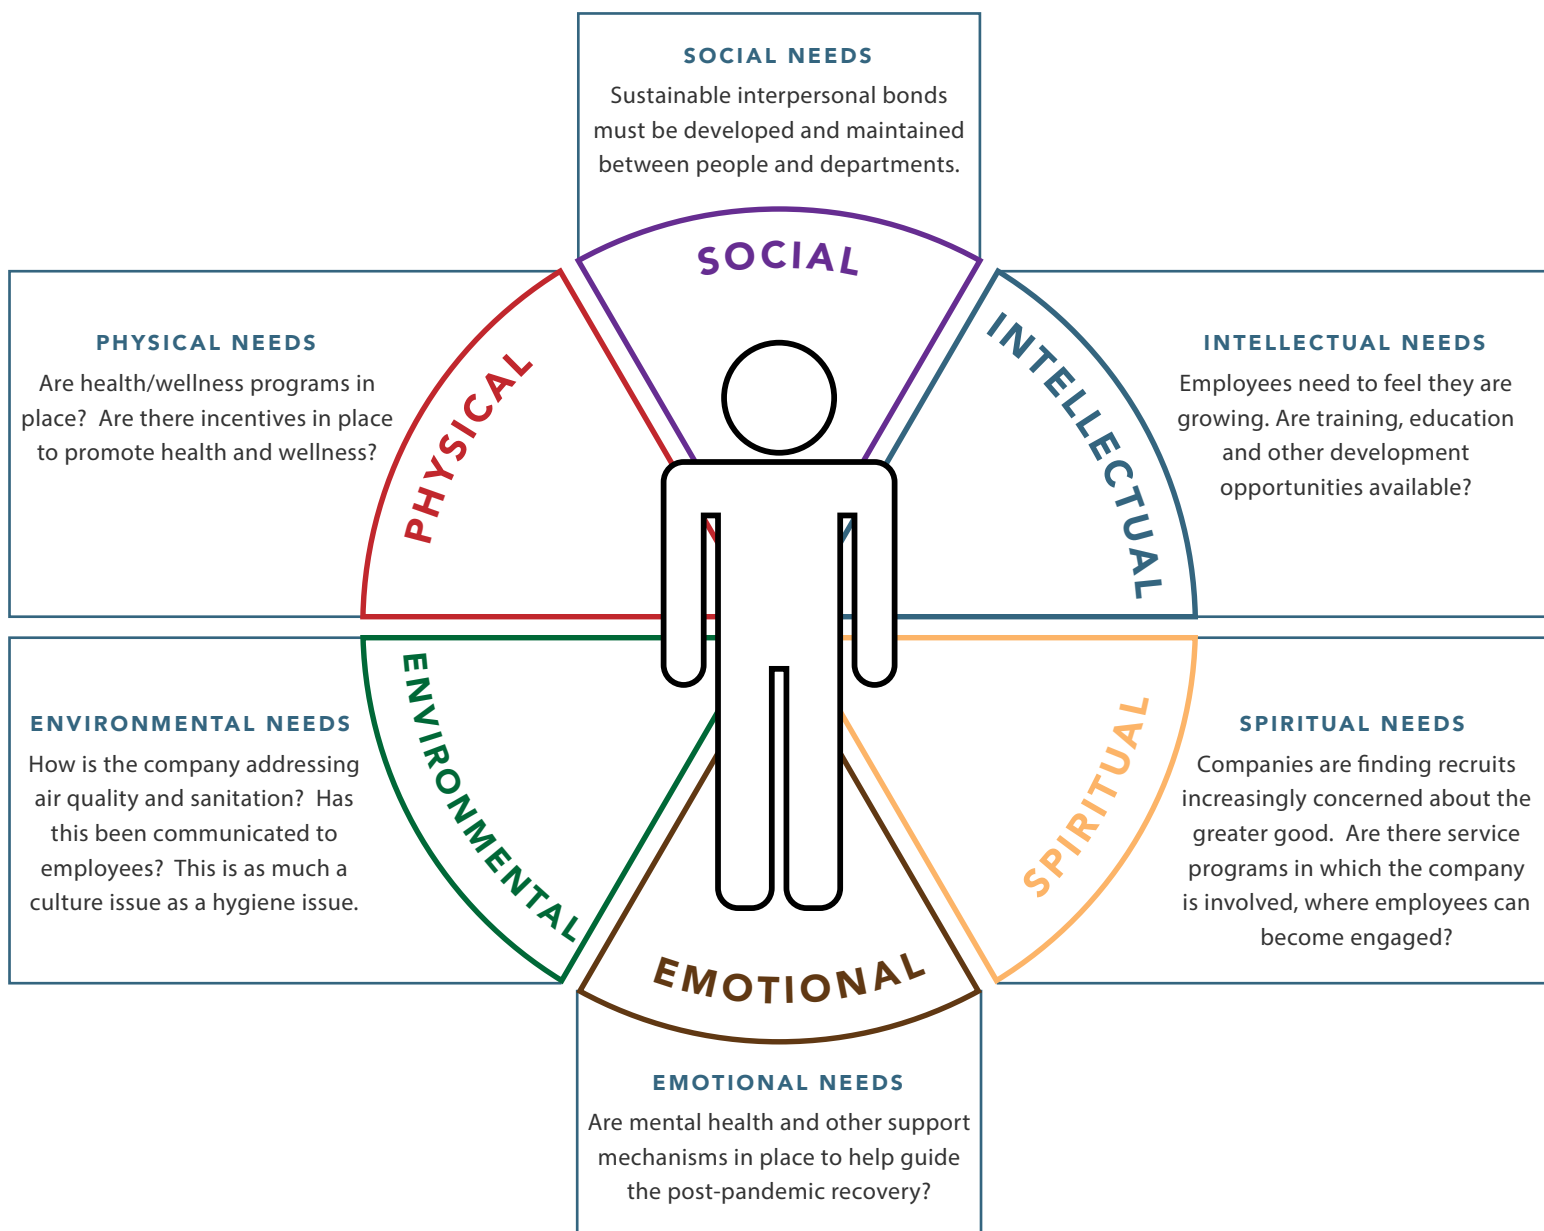 SOCIAL NEEDS
Sustainable interpersonal bonds
must be developed and maintained
between people and departments.
SOCIAL
PHYSICAL NEEDS
Are health/wellness programs in
place?  Are there incentives in place
to promote health and wellness?
PHYSICAL
INTELLECTUAL
INTELLECTUAL NEEDS
Employees need to feel they are
growing. Are training, education
and other development
opportunities available?
ENVIRONMENTAL NEEDS
How is the company addressing
air quality and sanitation?  Has
this been communicated to
employees?  This is as much a
culture issue as a hygiene issue.
ENVIRONMENTAL
SPIRITUAL
SPIRITUAL NEEDS
Companies are finding recruits
increasingly concerned about the
greater good.  Are there service
programs in which the company
is involved, where employees can
become engaged?
EMOTIONAL
EMOTIONAL NEEDS
Are mental health and other support
mechanisms in place to help guide
the post-pandemic recovery?